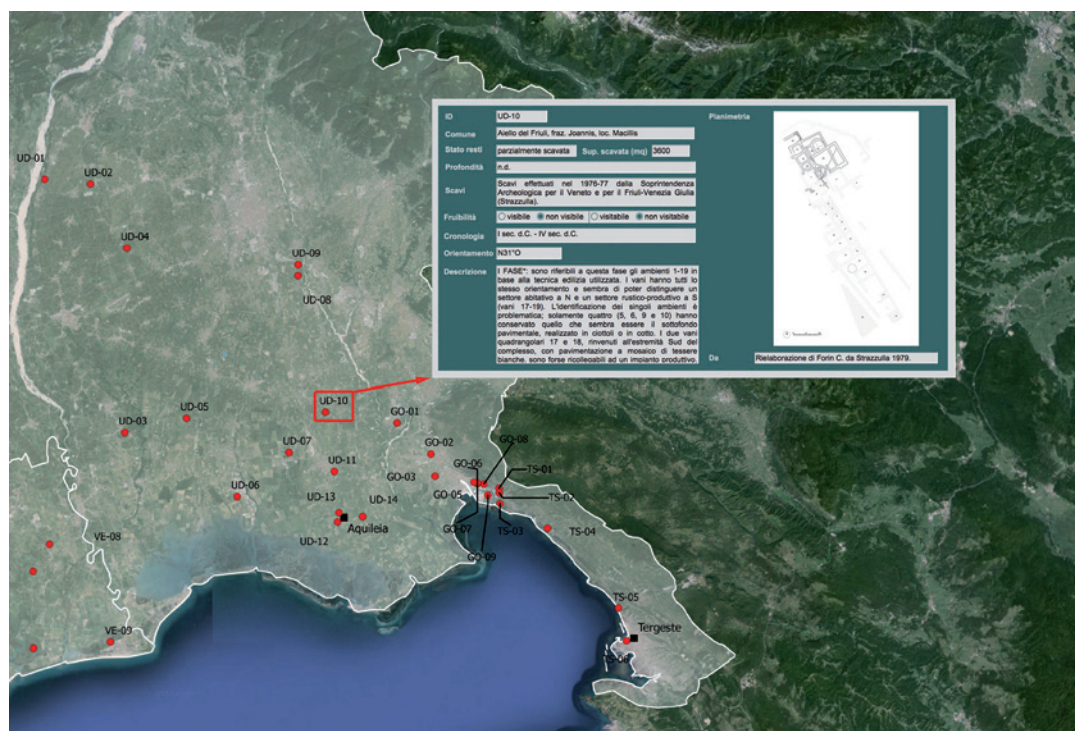 ID UD-10
Comune Aiello del Friuli, fraz. Joannis, loc. Macillis
Stato resti parzialmente scavata Sup. scavata (mq) 3600
Profondità n.d.
Scavi Scavi effettuati nel 1976-77 dalla Soprintendenza
Archeologica per il Veneto e per il Friuli-Venezia Giulia
(Strazzulla).
Fruibilità visibile non visibile visitabile non visitabile
Cronologia I sec. d.C. - IV sec. d.C.
Orientamento N31°O
Descrizione I FASE": sono riferibili a questa fase gli ambienti 1-19 in
base alla tecnica edilizia utilizzata. I vani hanno tutti lo
stesso orientamento e sembra di poter distinguere un
settore abitativo a N e un settore rustico-produttivo a S
(vani 17-19). L'identificazione dei singoli ambienti è
problematica; solamente quattro (5, 6, 9 e 10) hanno
conservato quello che sembra essere il sottofondo
pavimentale, realizzato in ciottoli o in cotto. I due vani
quadrangolari 17 e 18, rinvenuti all'estremità Sud del
complesso, con pavimentazione a mosaico di tessere
bianche, sono forse ricollegabili ad un impianto produttivo.
Planimetria
Da Rielaborazione di Forin C. da Strazzulla 1979.
UD-01
UD-02
UD-04
UD-09
UD-08
UD-10
UD-05
GO-01
UD-03
UD-07
GO-02
GO-08
UD-11
GO-06
TS-01
GO-03
UD-06
GO-05
TS-02
UD-13
UD-14
GO-07
TS-03
TS-04
Aquileia
UD-12
VE-08
GO-09
TS-05
VE-09
Tergeste
TS-06